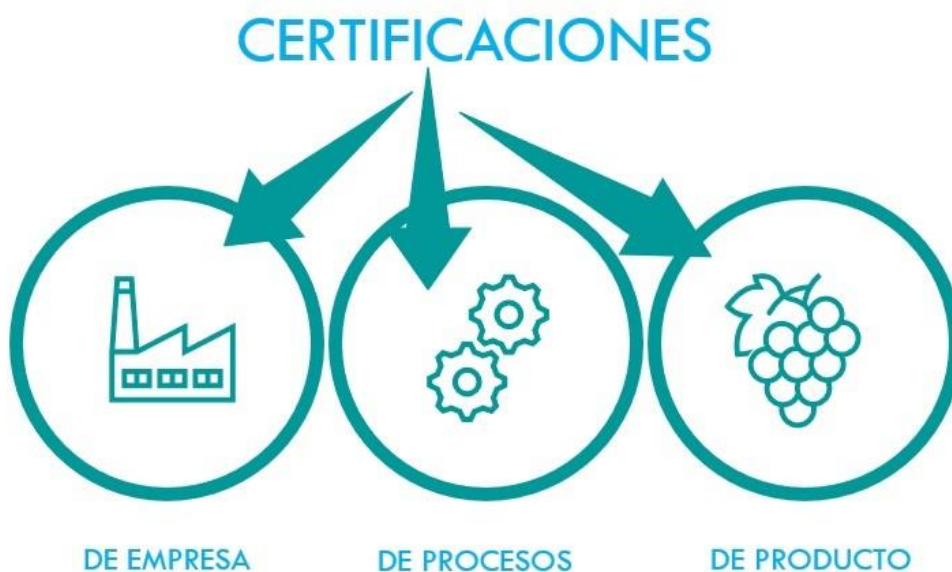 CERTIFICACIONES
DE EMPRESA
DE PROCESOS
DE PRODUCTO